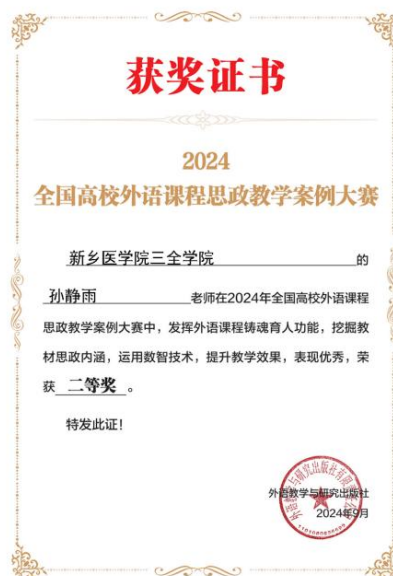 获奖证书
2024
全国高校外语课程思政教学案例大赛
新乡医学院三全学院 的
孙静雨 老师在2024年全国高校外语课程
思政教学案例大赛中，发挥外语课程铸魂育人功能，挖掘教
材思政内涵，运用数智技术，提升教学效果，表现优秀，荣
获 二等奖 。
特发此证！
外语教学与研究出版社
2024年9月